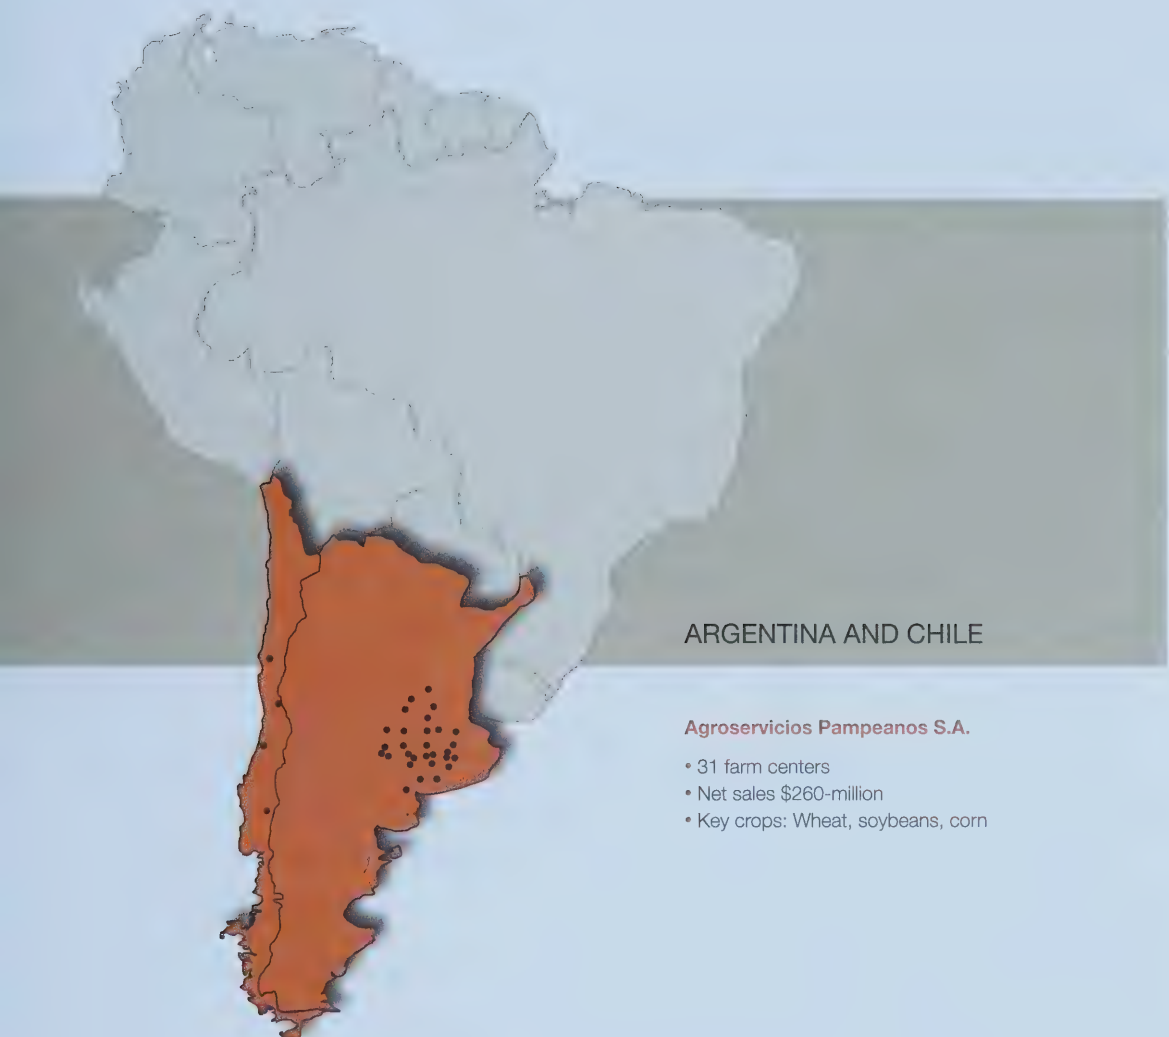 ARGENTINA AND CHILE
Agroservicios Pampeanos S.A.
• 31 farm centers
• Net sales $260-million
• Key crops: Wheat, soybeans, corn